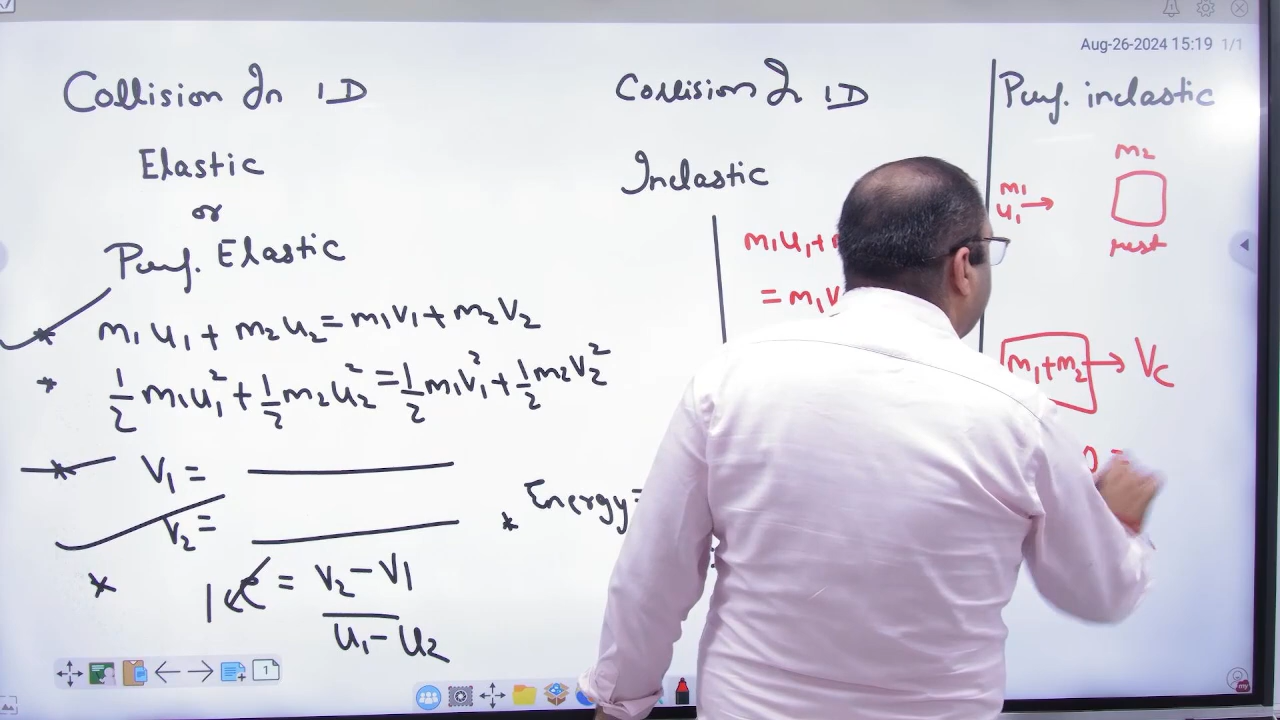 Aug-26-2024 15:19 1/1
Collision In 1D
Elastic
or
Perf. Elastic
* m₁u₁ + m₂u₂ = m₁v₁ + m₂v₂
* 1/2 m₁u₁² + 1/2 m₂u₂² = 1/2 m₁v₁² + 1/2 m₂v₂²
* v₁ =
v₂ =
* 1 e = (v₂ - v₁)/(u₁ - u₂)
Collision In 1D
Inelastic
m₁u₁ +
= m₁v
* Energy =
Perf. inelastic
m₂
m₁
u₁ →
rest
m₁+m₂ → Vc
0 =
1